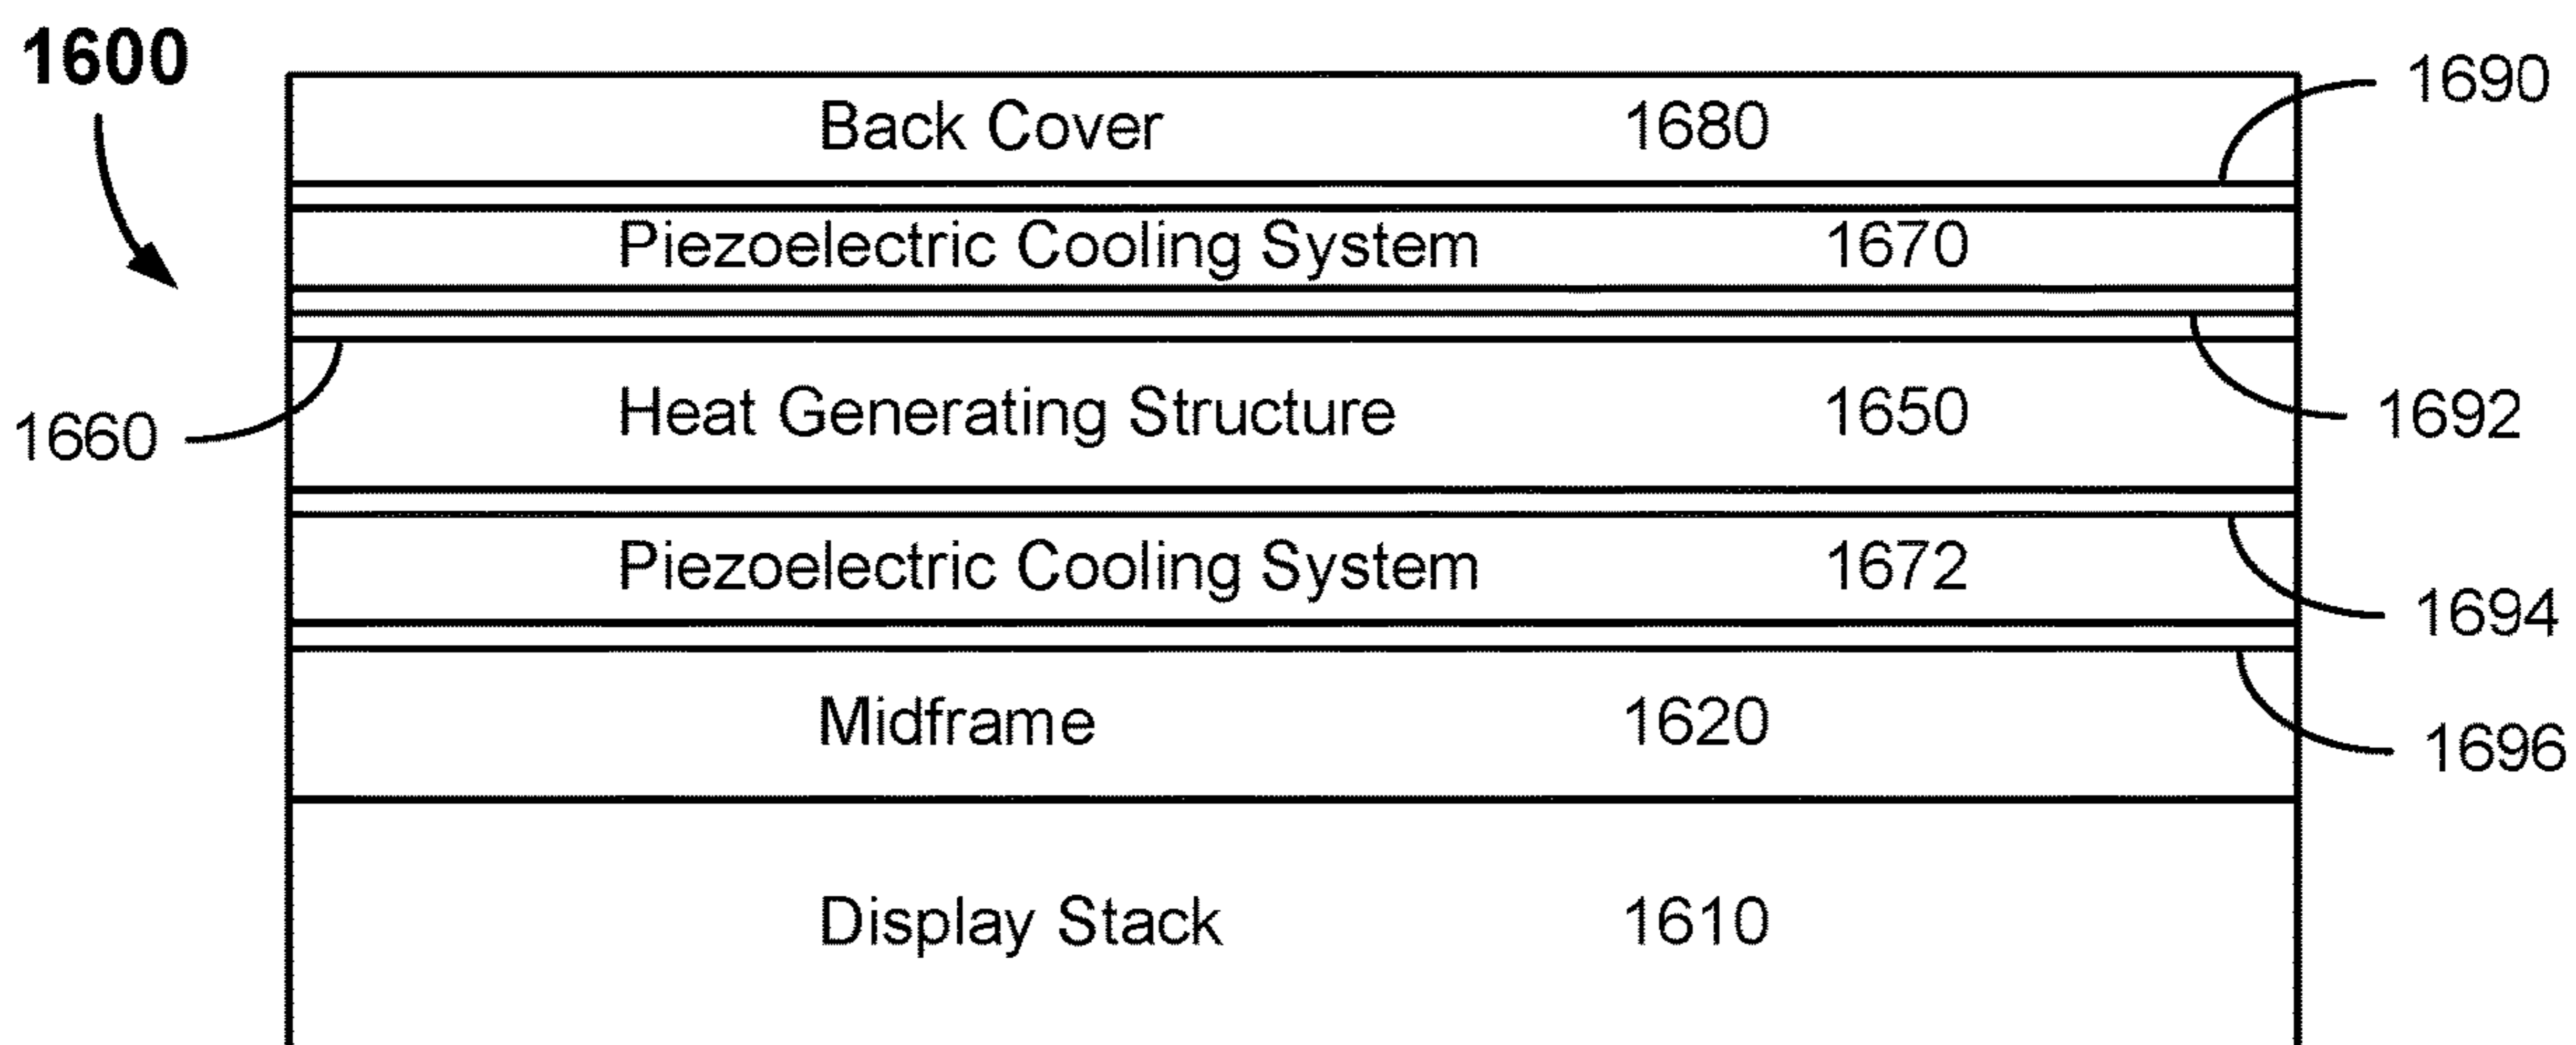 1600
1690
Back Cover 1680
Piezoelectric Cooling System 1670
1660
Heat Generating Structure 1650
1692
Piezoelectric Cooling System 1672
1694
Midframe 1620
1696
Display Stack 1610